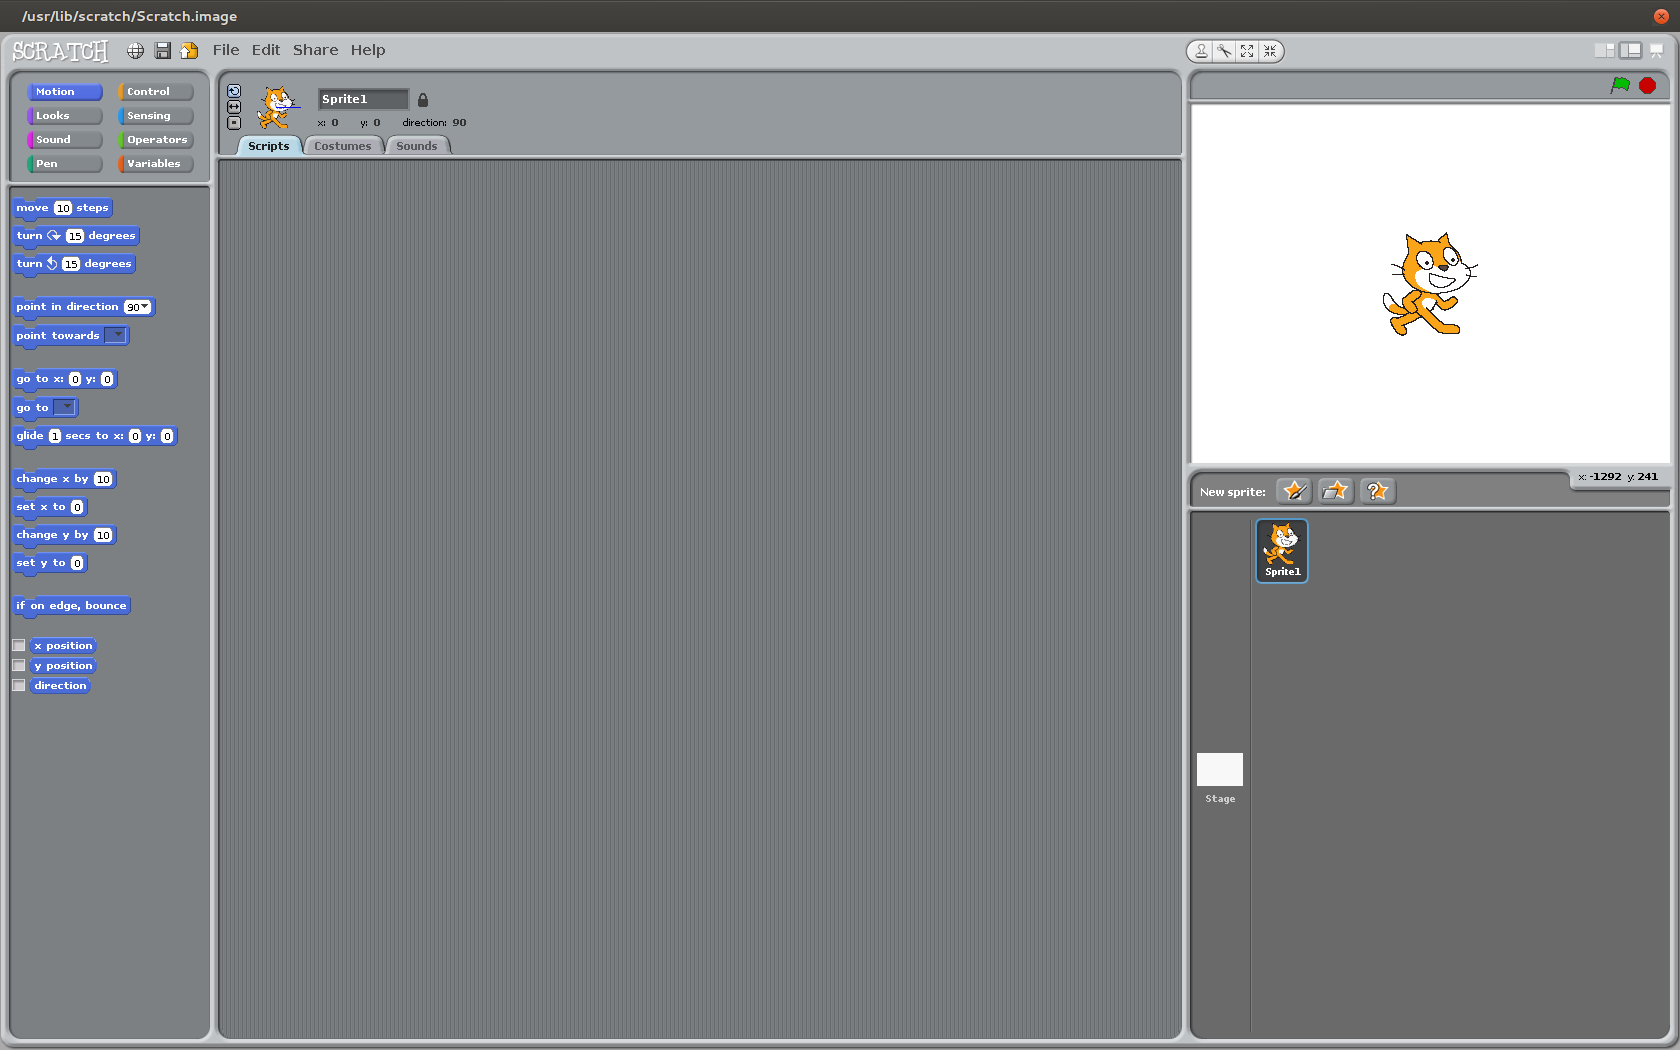 /usr/lib/scratch/Scratch.image
SCRATCH File Edit Share Help
Motion Control
Looks Sensing
Sound Operators
Pen Variables
move 10 steps
turn 15 degrees
turn 15 degrees
point in direction 90
point towards
go to x: 0 y: 0
go to
glide 1 secs to x: 0 y: 0
change x by 10
set x to 0
change y by 10
set y to 0
if on edge, bounce
x position
y position
direction
Sprite1
x: 0 y: 0 direction: 90
Scripts Costumes Sounds
x: -1292 y: 241
New sprite:
Sprite1
Stage